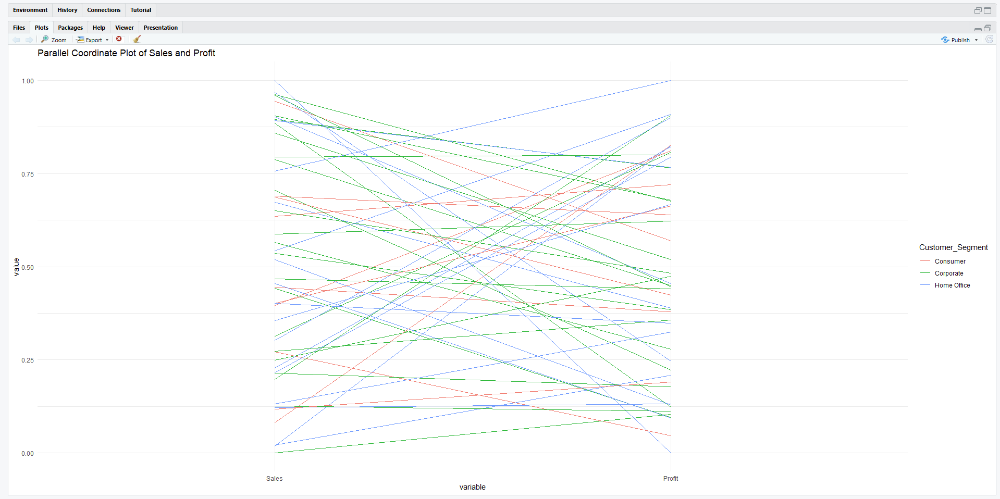 Environment History Connections Tutorial
Files Plots Packages Help Viewer Presentation
Zoom Export Publish
Parallel Coordinate Plot of Sales and Profit
1.00
0.75
0.50
0.25
0.00
value
Sales Profit
variable
Customer_Segment
Consumer
Corporate
Home Office